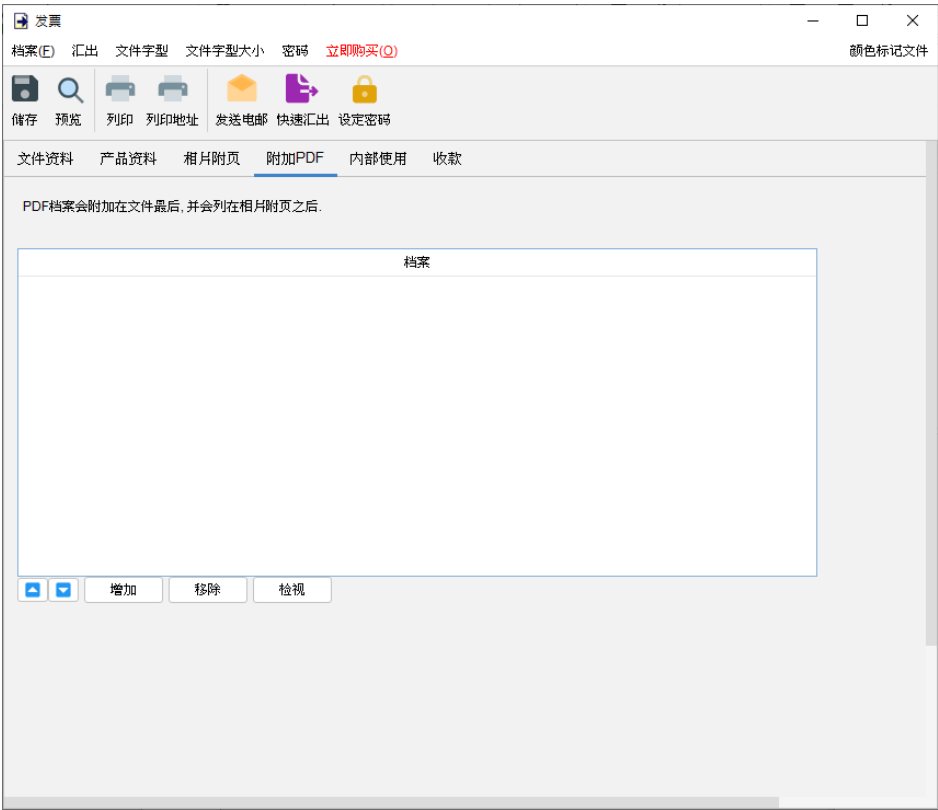 发票
档案(F) 汇出 文件字型 文件字型大小 密码 立即购买(O) 颜色标记文件
储存 预览 列印 列印地址 发送电邮 快速汇出 设定密码
文件资料 产品资料 相片附页 附加PDF 内部使用 收款
PDF档案会附加在文件最后, 并会列在相片附页之后.
档案
增加 移除 检视